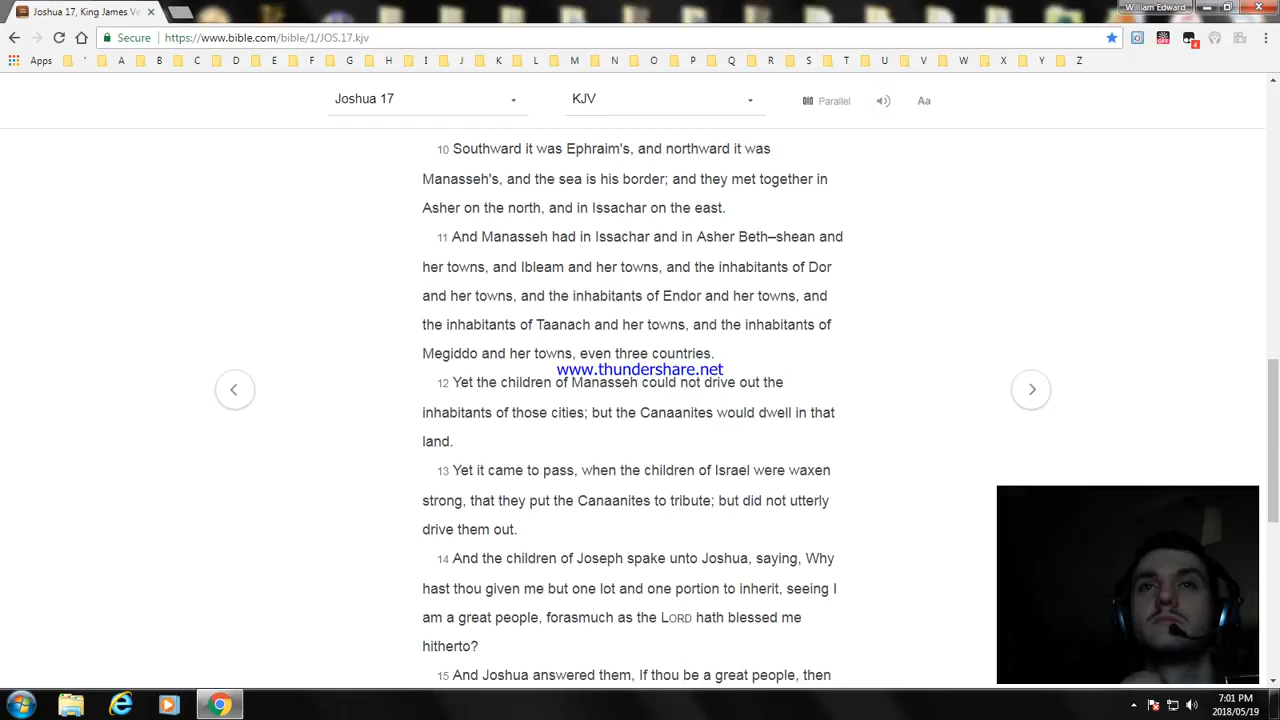 Joshua 17, King James Ve
William Edward
Secure
https://www.bible.com/bible/1/JOS.17.kjv
4
Apps ' A B C D E F G H I J K L M N O P Q R S T U V W X Y Z
Joshua 17
KJV
Parallel
Aa
10 Southward it was Ephraim's, and northward it was
Manasseh's, and the sea is his border; and they met together in
Asher on the north, and in Issachar on the east.
11 And Manasseh had in Issachar and in Asher Beth–shean and
her towns, and Ibleam and her towns, and the inhabitants of Dor
and her towns, and the inhabitants of Endor and her towns, and
the inhabitants of Taanach and her towns, and the inhabitants of
Megiddo and her towns, even three countries.
www.thundershare.net
12 Yet the children of Manasseh could not drive out the
inhabitants of those cities; but the Canaanites would dwell in that
land.
13 Yet it came to pass, when the children of Israel were waxen
strong, that they put the Canaanites to tribute; but did not utterly
drive them out.
14 And the children of Joseph spake unto Joshua, saying, Why
hast thou given me but one lot and one portion to inherit, seeing I
am a great people, forasmuch as the LORD hath blessed me
hitherto?
15 And Joshua answered them, If thou be a great people, then
7:01 PM
2018/05/19